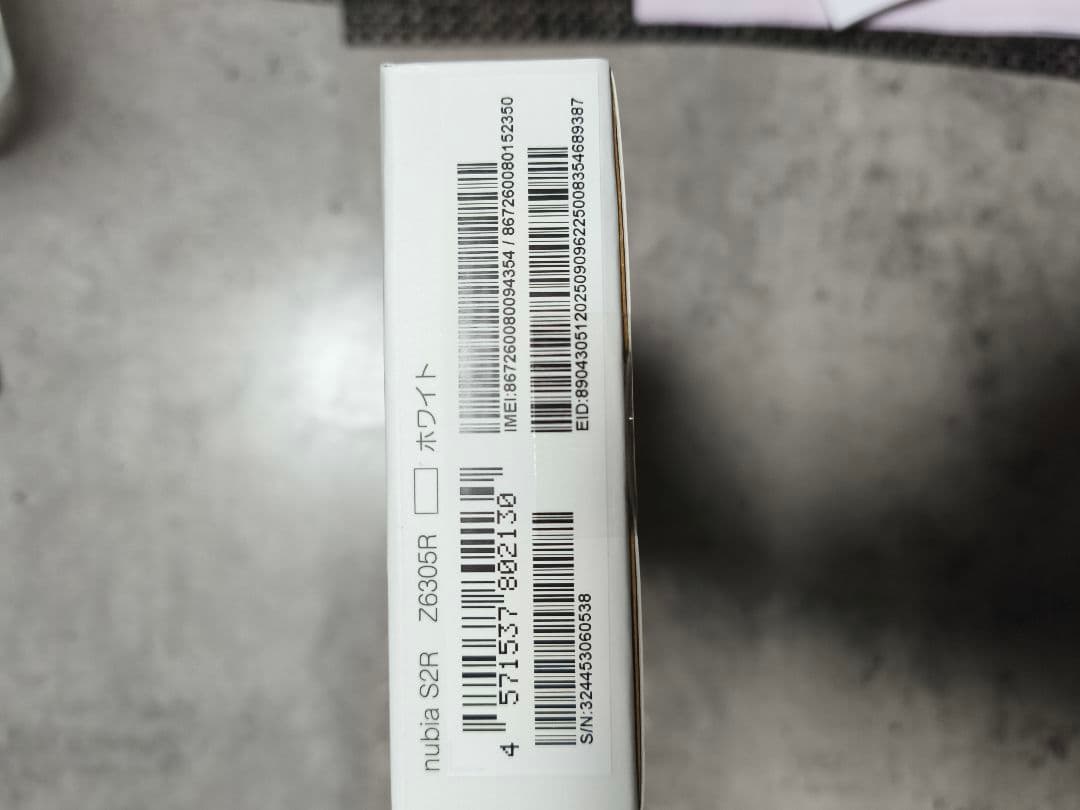 nubia S2R Z6305R ホワイト
4 571537 802130
IMEI:867260080094354 / 867260080152350
S/N:324453060538
EID:89043051202509096225008354689387